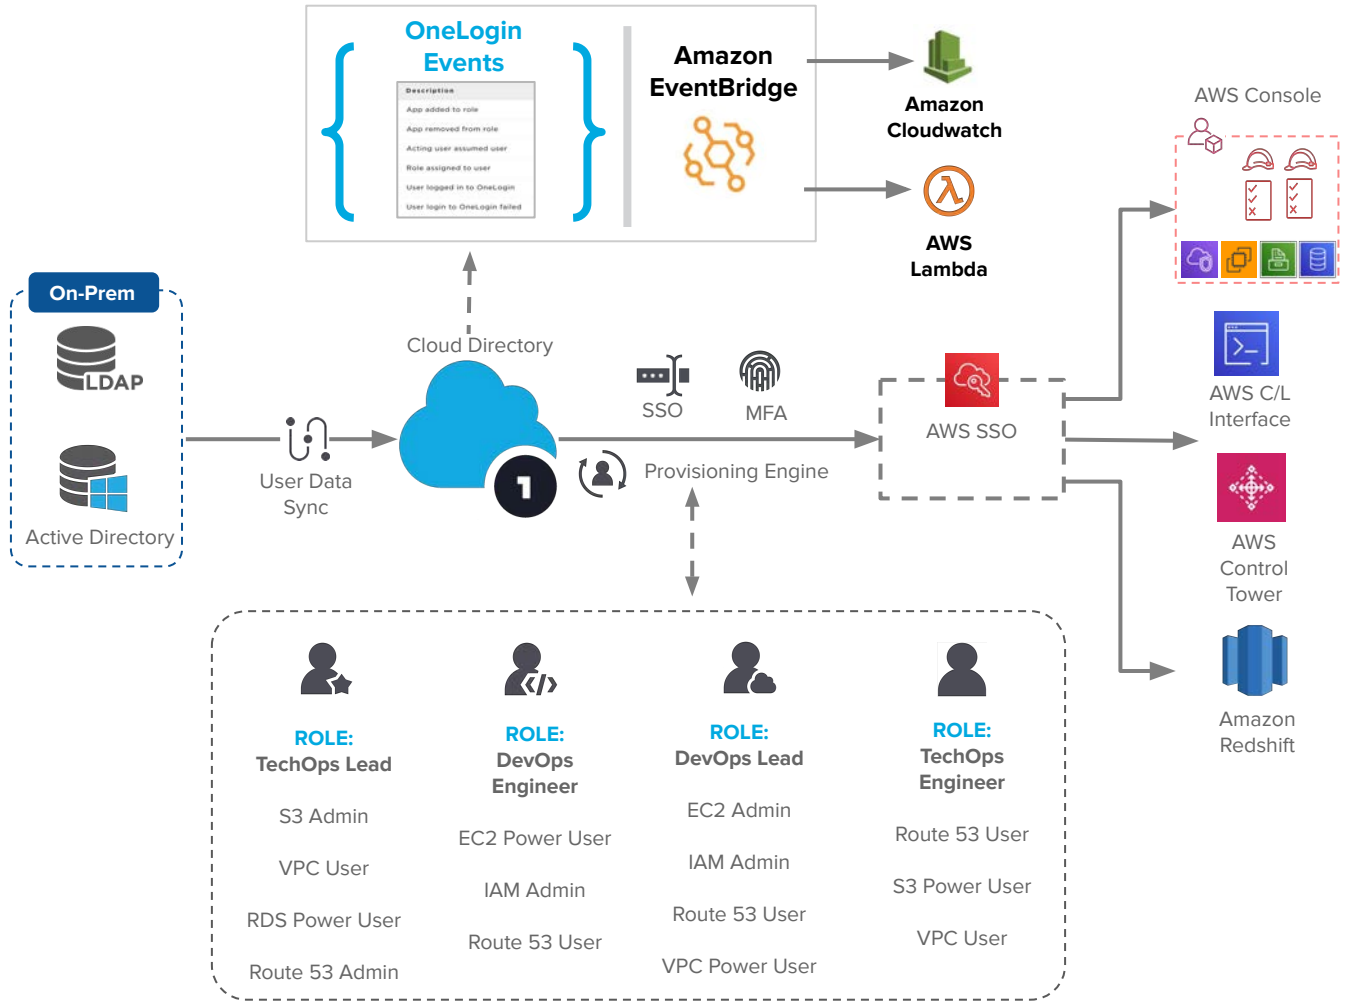 OneLogin
Events
Description
App added to role
App removed from role
Acting user assumed user
Role assigned to user
User logged in to OneLogin
User login to OneLogin failed
Amazon
EventBridge
Amazon
Cloudwatch
AWS
Lambda
AWS Console
On-Prem
LDAP
Active Directory
User Data
Sync
Cloud Directory
1
SSO
MFA
Provisioning Engine
AWS SSO
AWS C/L
Interface
AWS
Control
Tower
Amazon
Redshift
ROLE:
TechOps Lead
S3 Admin
VPC User
RDS Power User
Route 53 Admin
ROLE:
DevOps
Engineer
EC2 Power User
IAM Admin
Route 53 User
ROLE:
DevOps Lead
EC2 Admin
IAM Admin
Route 53 User
VPC Power User
ROLE:
TechOps
Engineer
Route 53 User
S3 Power User
VPC User